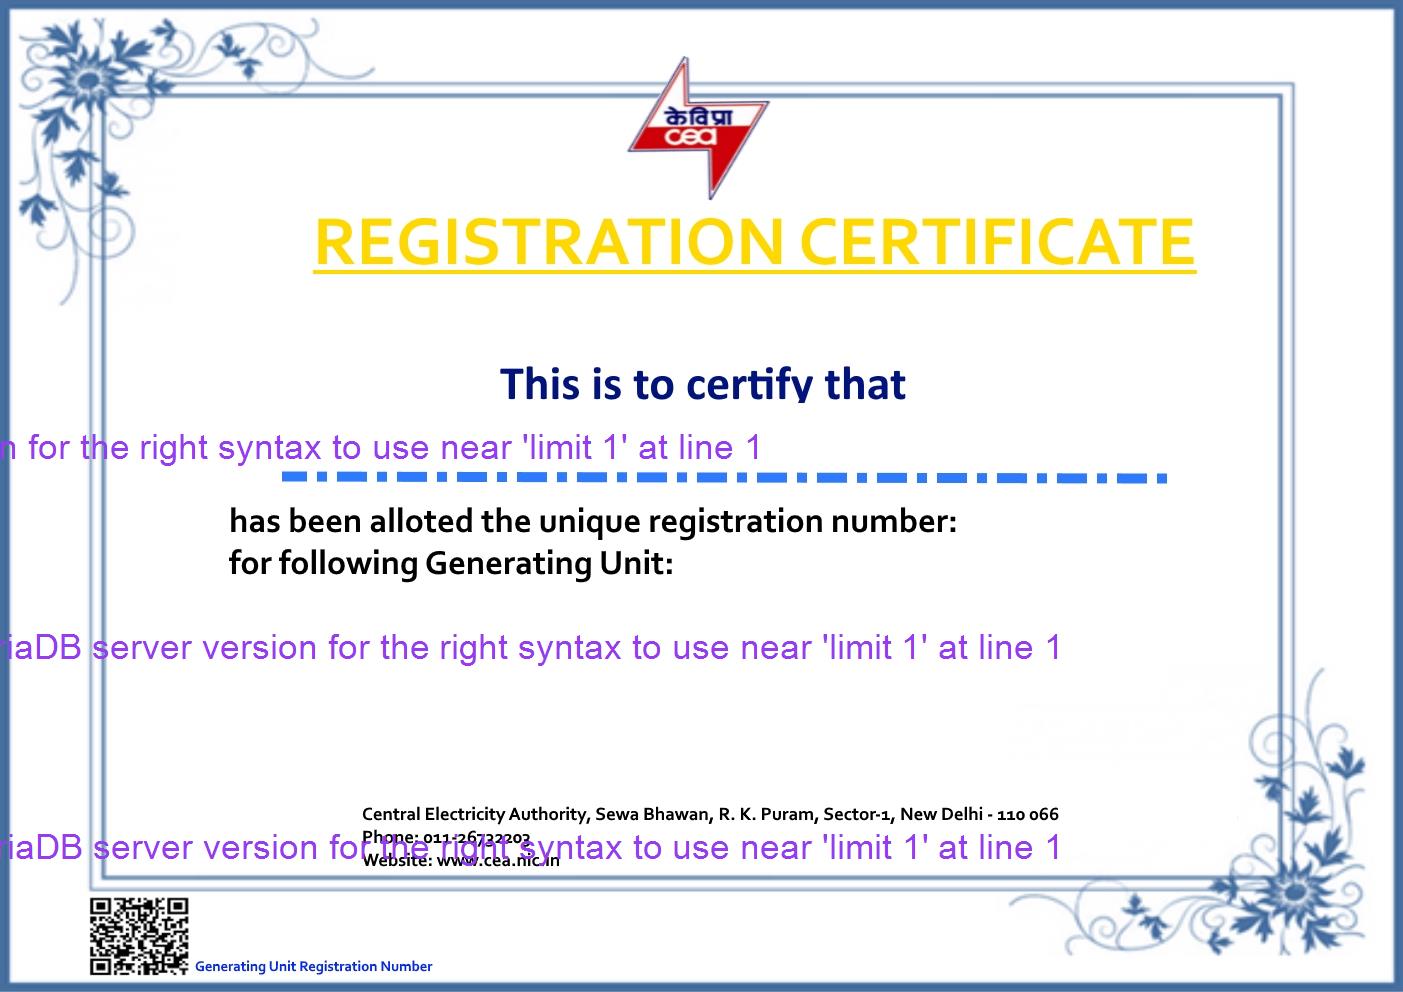 केविप्रा
cea
REGISTRATION CERTIFICATE
This is to certify that
n for the right syntax to use near 'limit 1' at line 1
has been alloted the unique registration number:
for following Generating Unit:
iaDB server version for the right syntax to use near 'limit 1' at line 1
Central Electricity Authority, Sewa Bhawan, R. K. Puram, Sector-1, New Delhi - 110 066
Phone: 011-26732203
iaDB server version for the right syntax to use near 'limit 1' at line 1
Website: www.cea.nic.in
Generating Unit Registration Number